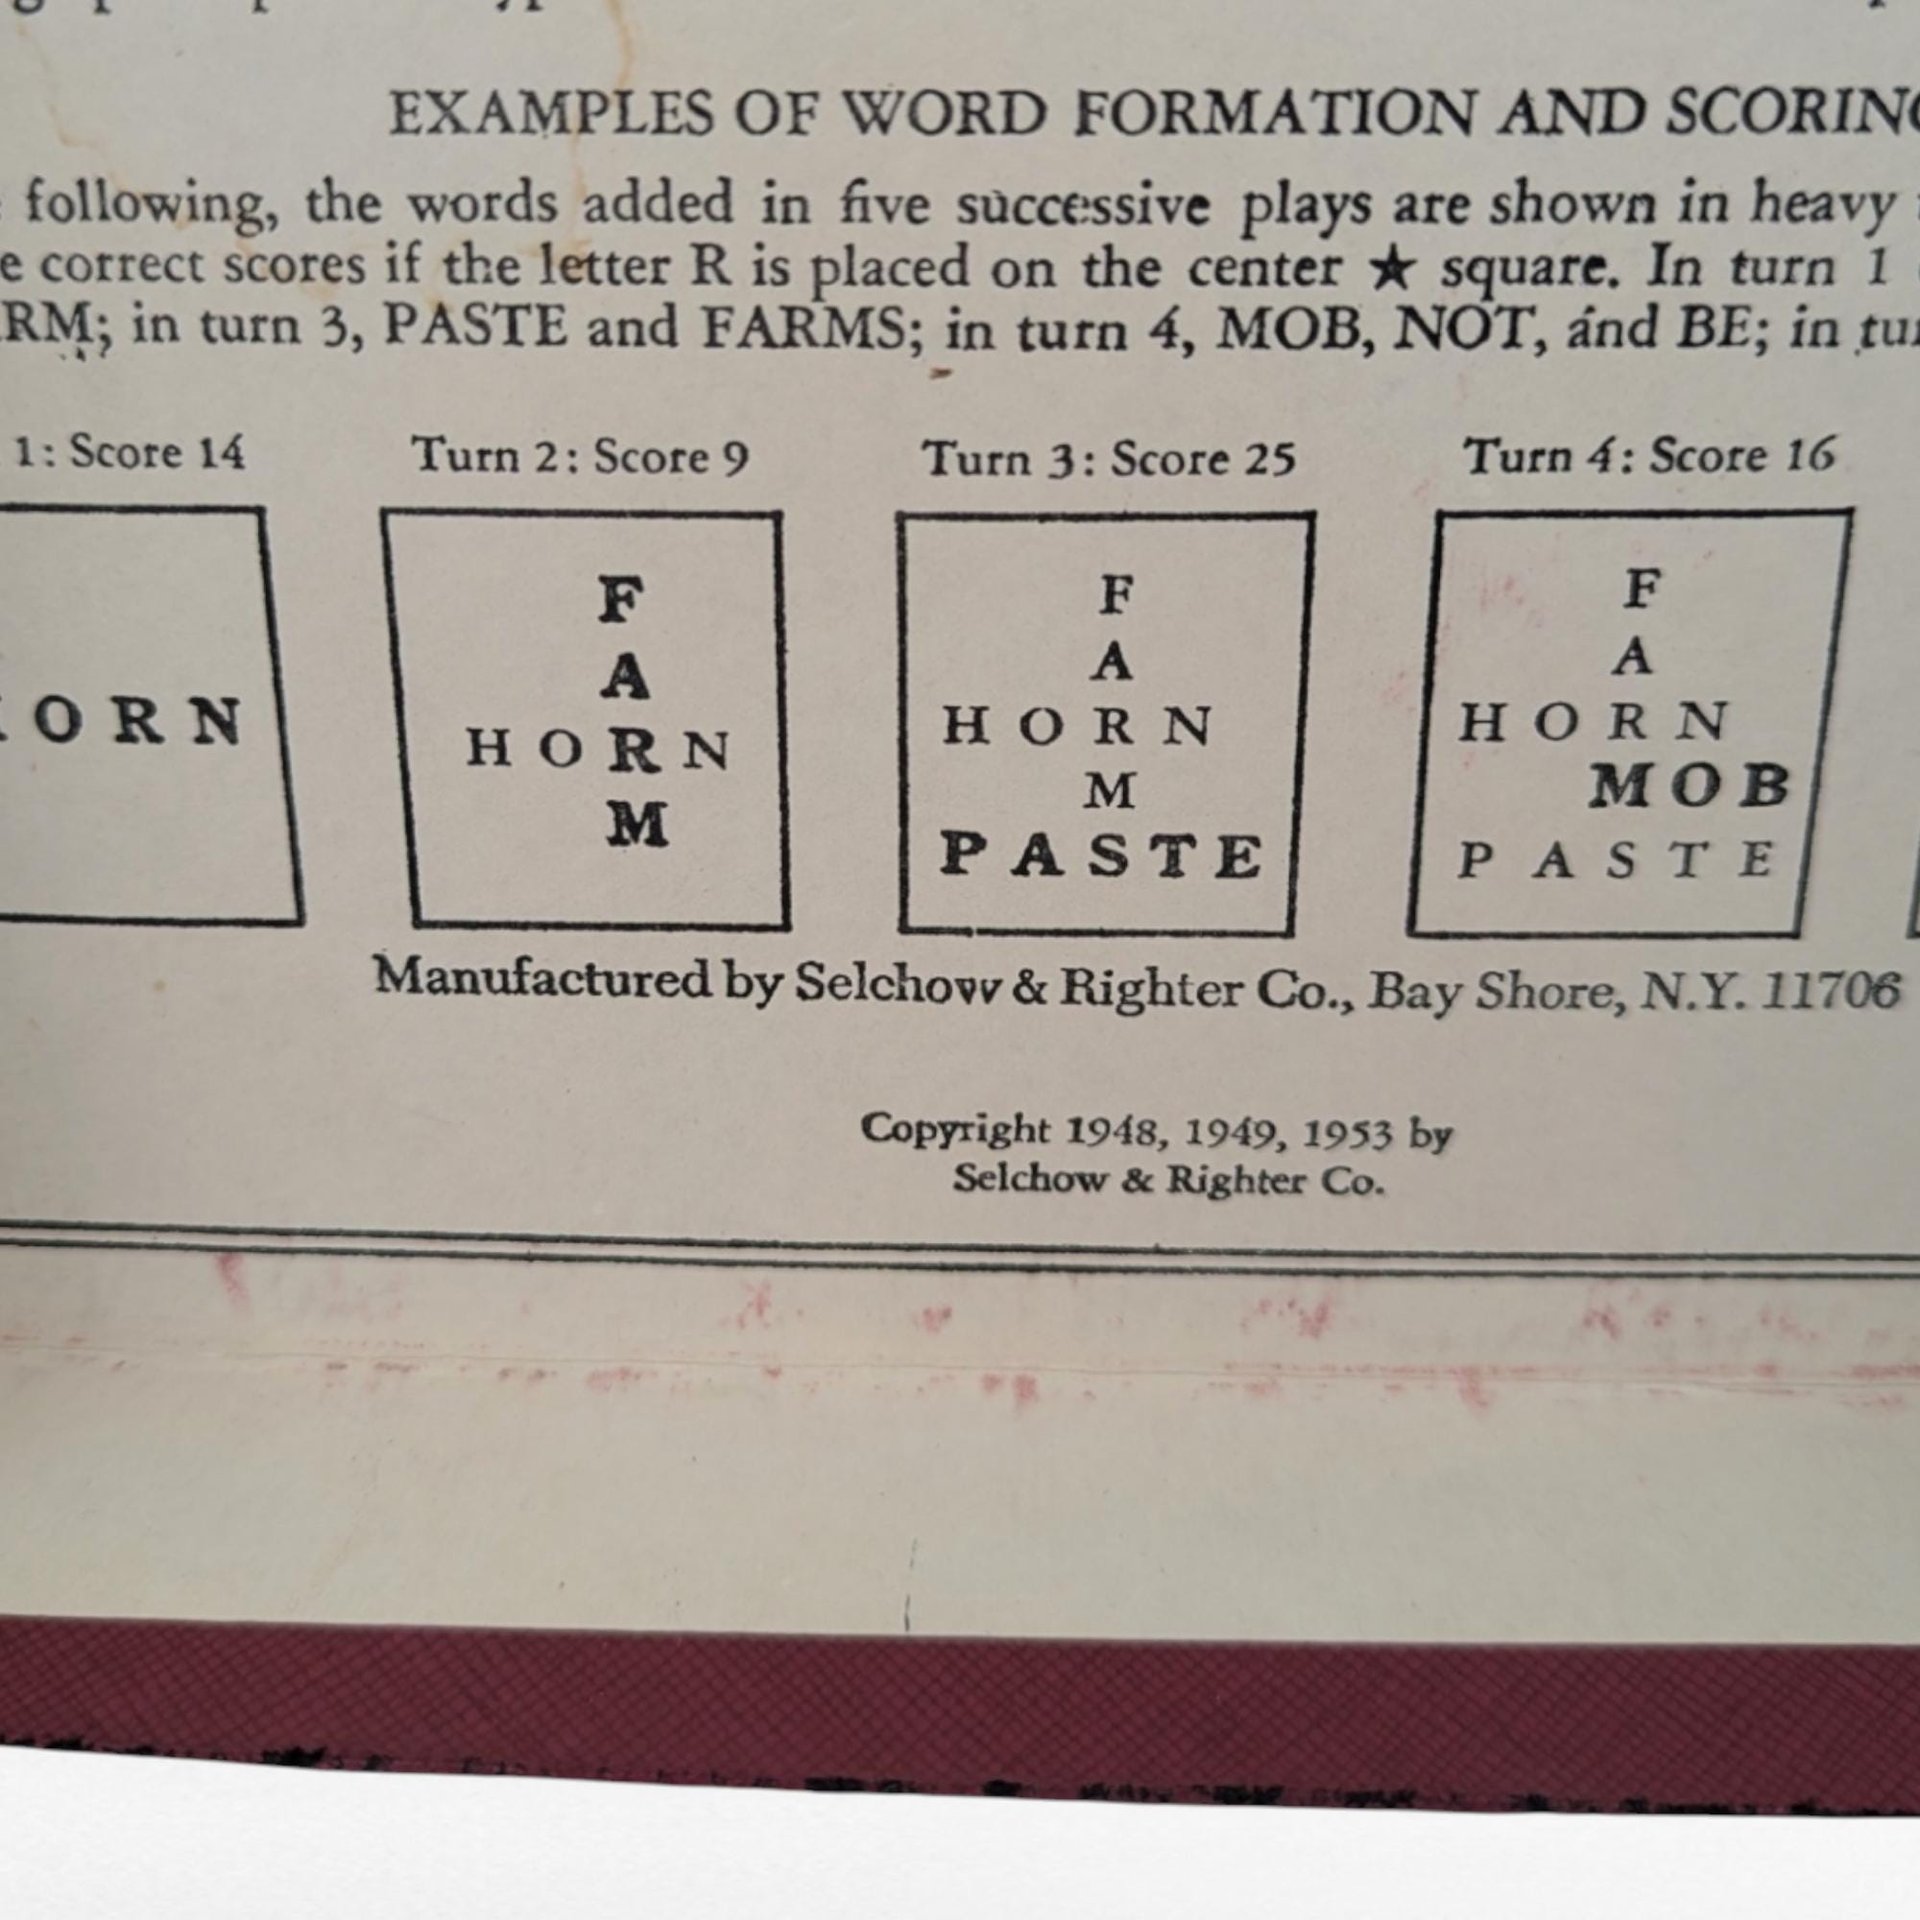 EXAMPLES OF WORD FORMATION AND SCORING
following, the words added in five successive plays are shown in heavy
correct scores if the letter R is placed on the center ★ square. In turn 1
RM; in turn 3, PASTE and FARMS; in turn 4, MOB, NOT, and BE; in
1: Score 14 Turn 2: Score 9 Turn 3: Score 25 Turn 4: Score 16
ORN
F
A
HORN
M
F
A
HORN
M
PASTE
F
A
HORN
MOB
PASTE
Manufactured by Selchow & Righter Co., Bay Shore, N.Y. 11706
Copyright 1948, 1949, 1953 by
Selchow & Righter Co.